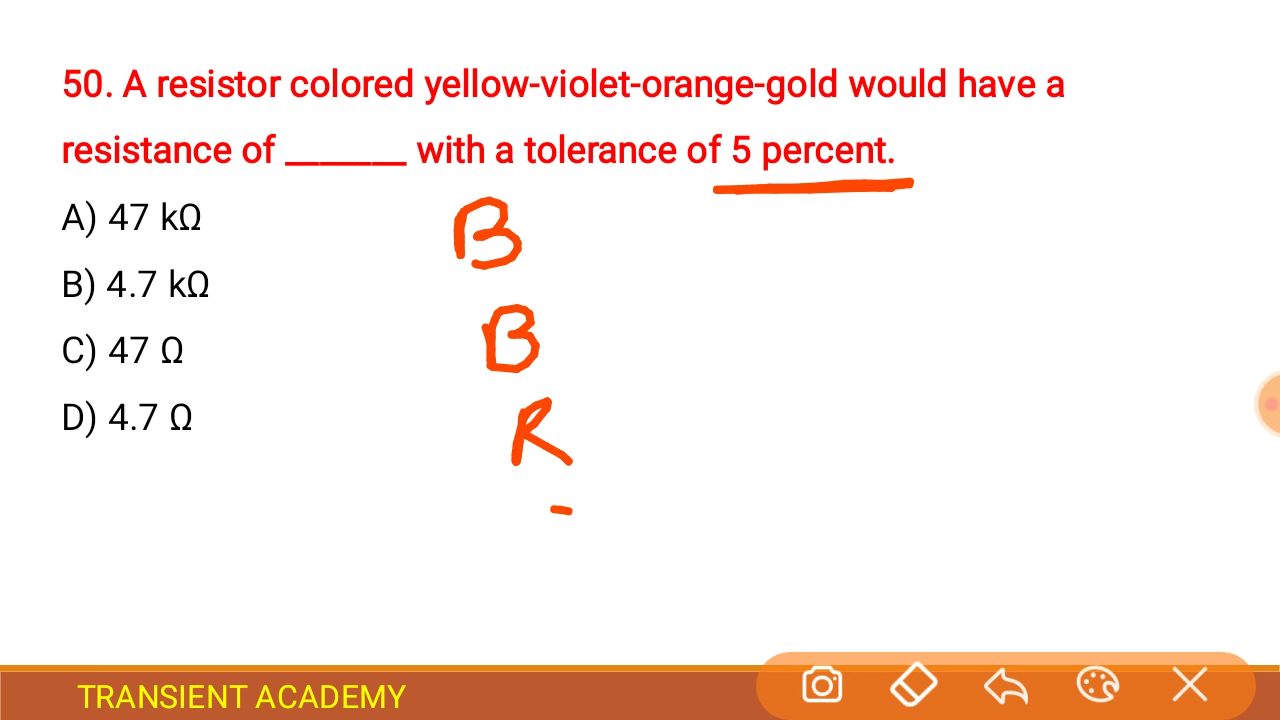 50. A resistor colored yellow-violet-orange-gold would have a
resistance of _______ with a tolerance of 5 percent.
A) 47 kΩ
B) 4.7 kΩ
C) 47 Ω
D) 4.7 Ω
B
B
R
-
TRANSIENT ACADEMY